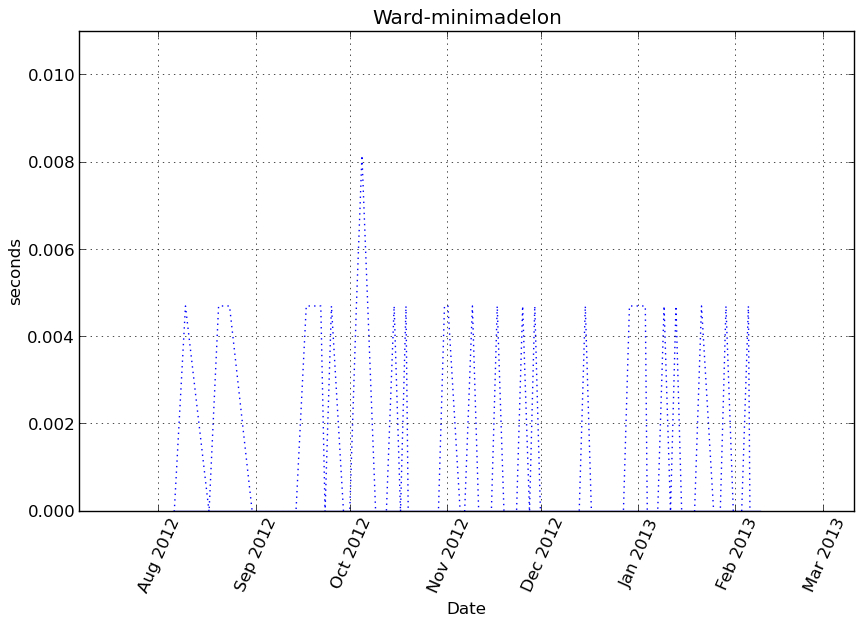 Ward-minimadelon
0.010
0.008
0.006
0.004
0.002
0.000
seconds
Aug 2012
Sep 2012
Oct 2012
Nov 2012
Dec 2012
Jan 2013
Feb 2013
Mar 2013
Date